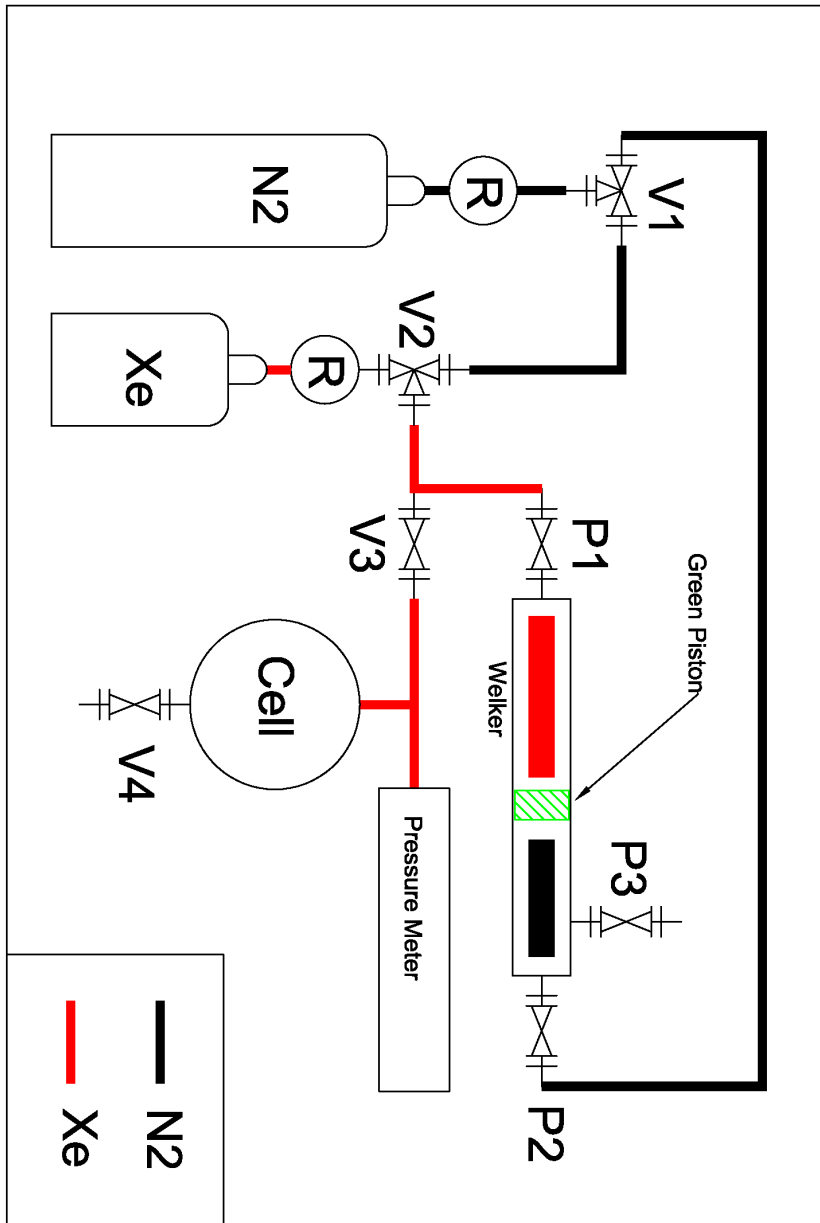 N2
R
V1
Xe
R
V2
V3
P1
Green Piston
Welker
P3
P2
Cell
V4
Pressure Meter
N2
Xe